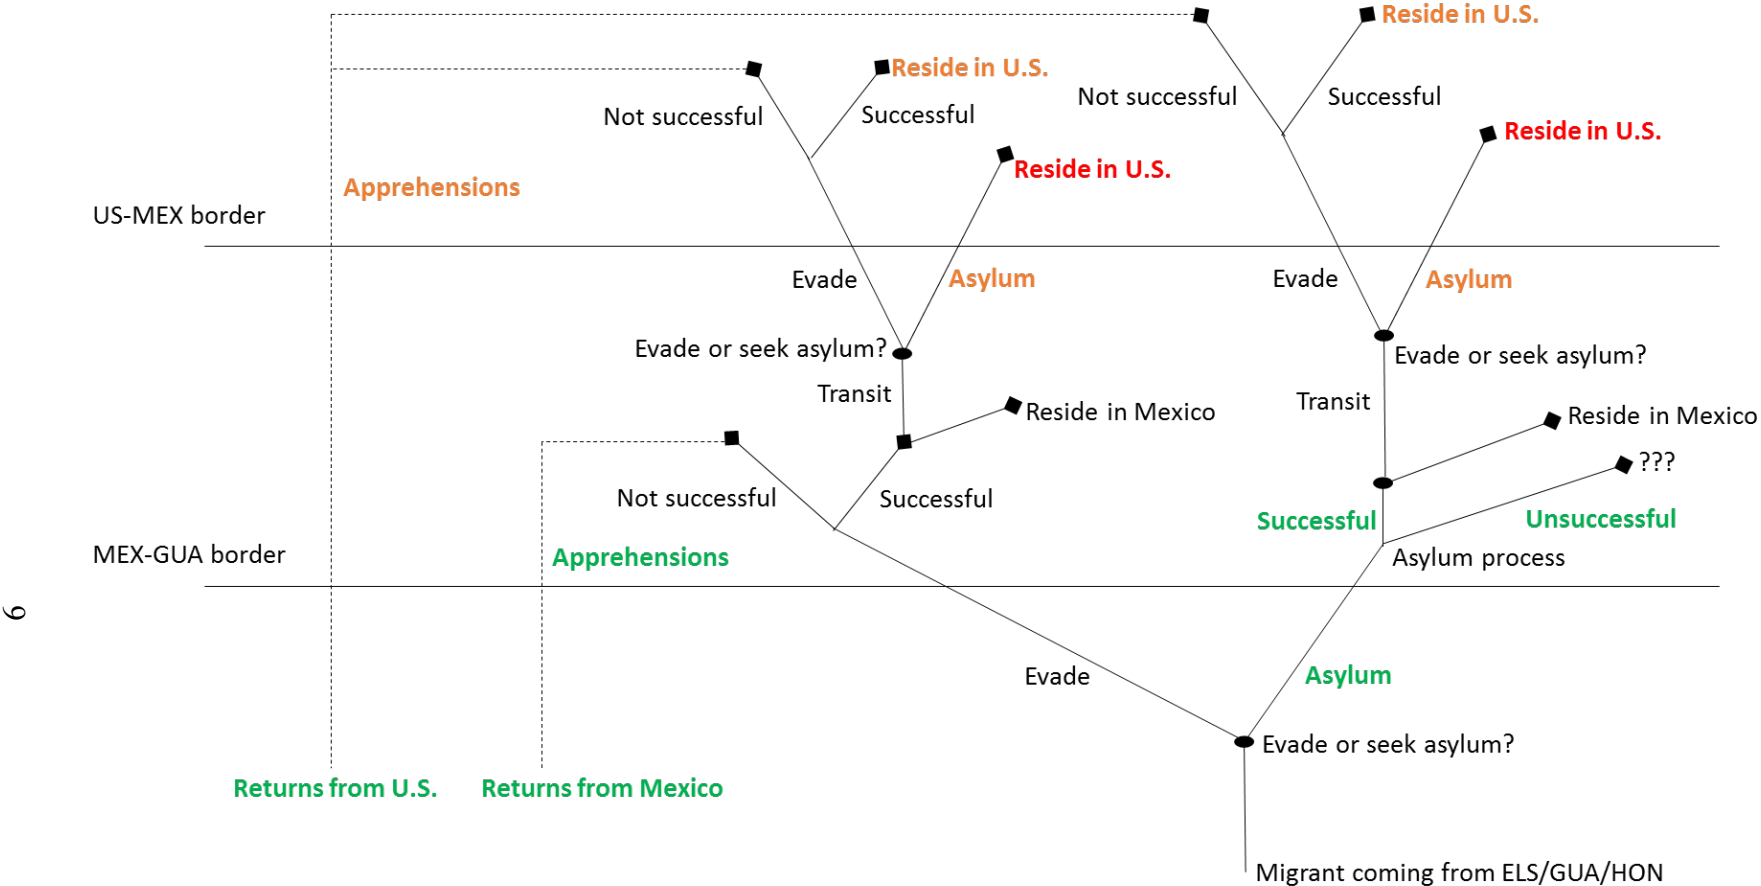 Reside in U.S.
Reside in U.S.
Not successful
Successful
Not successful
Successful
Reside in U.S.
Reside in U.S.
Apprehensions
US-MEX border
Evade
Asylum
Evade
Asylum
Evade or seek asylum?
Evade or seek asylum?
Transit
Transit
Reside in Mexico
Reside in Mexico
???
Not successful
Successful
Successful
Unsuccessful
MEX-GUA border
Apprehensions
Asylum process
9
Evade
Asylum
Evade or seek asylum?
Returns from U.S.
Returns from Mexico
Migrant coming from ELS/GUA/HON